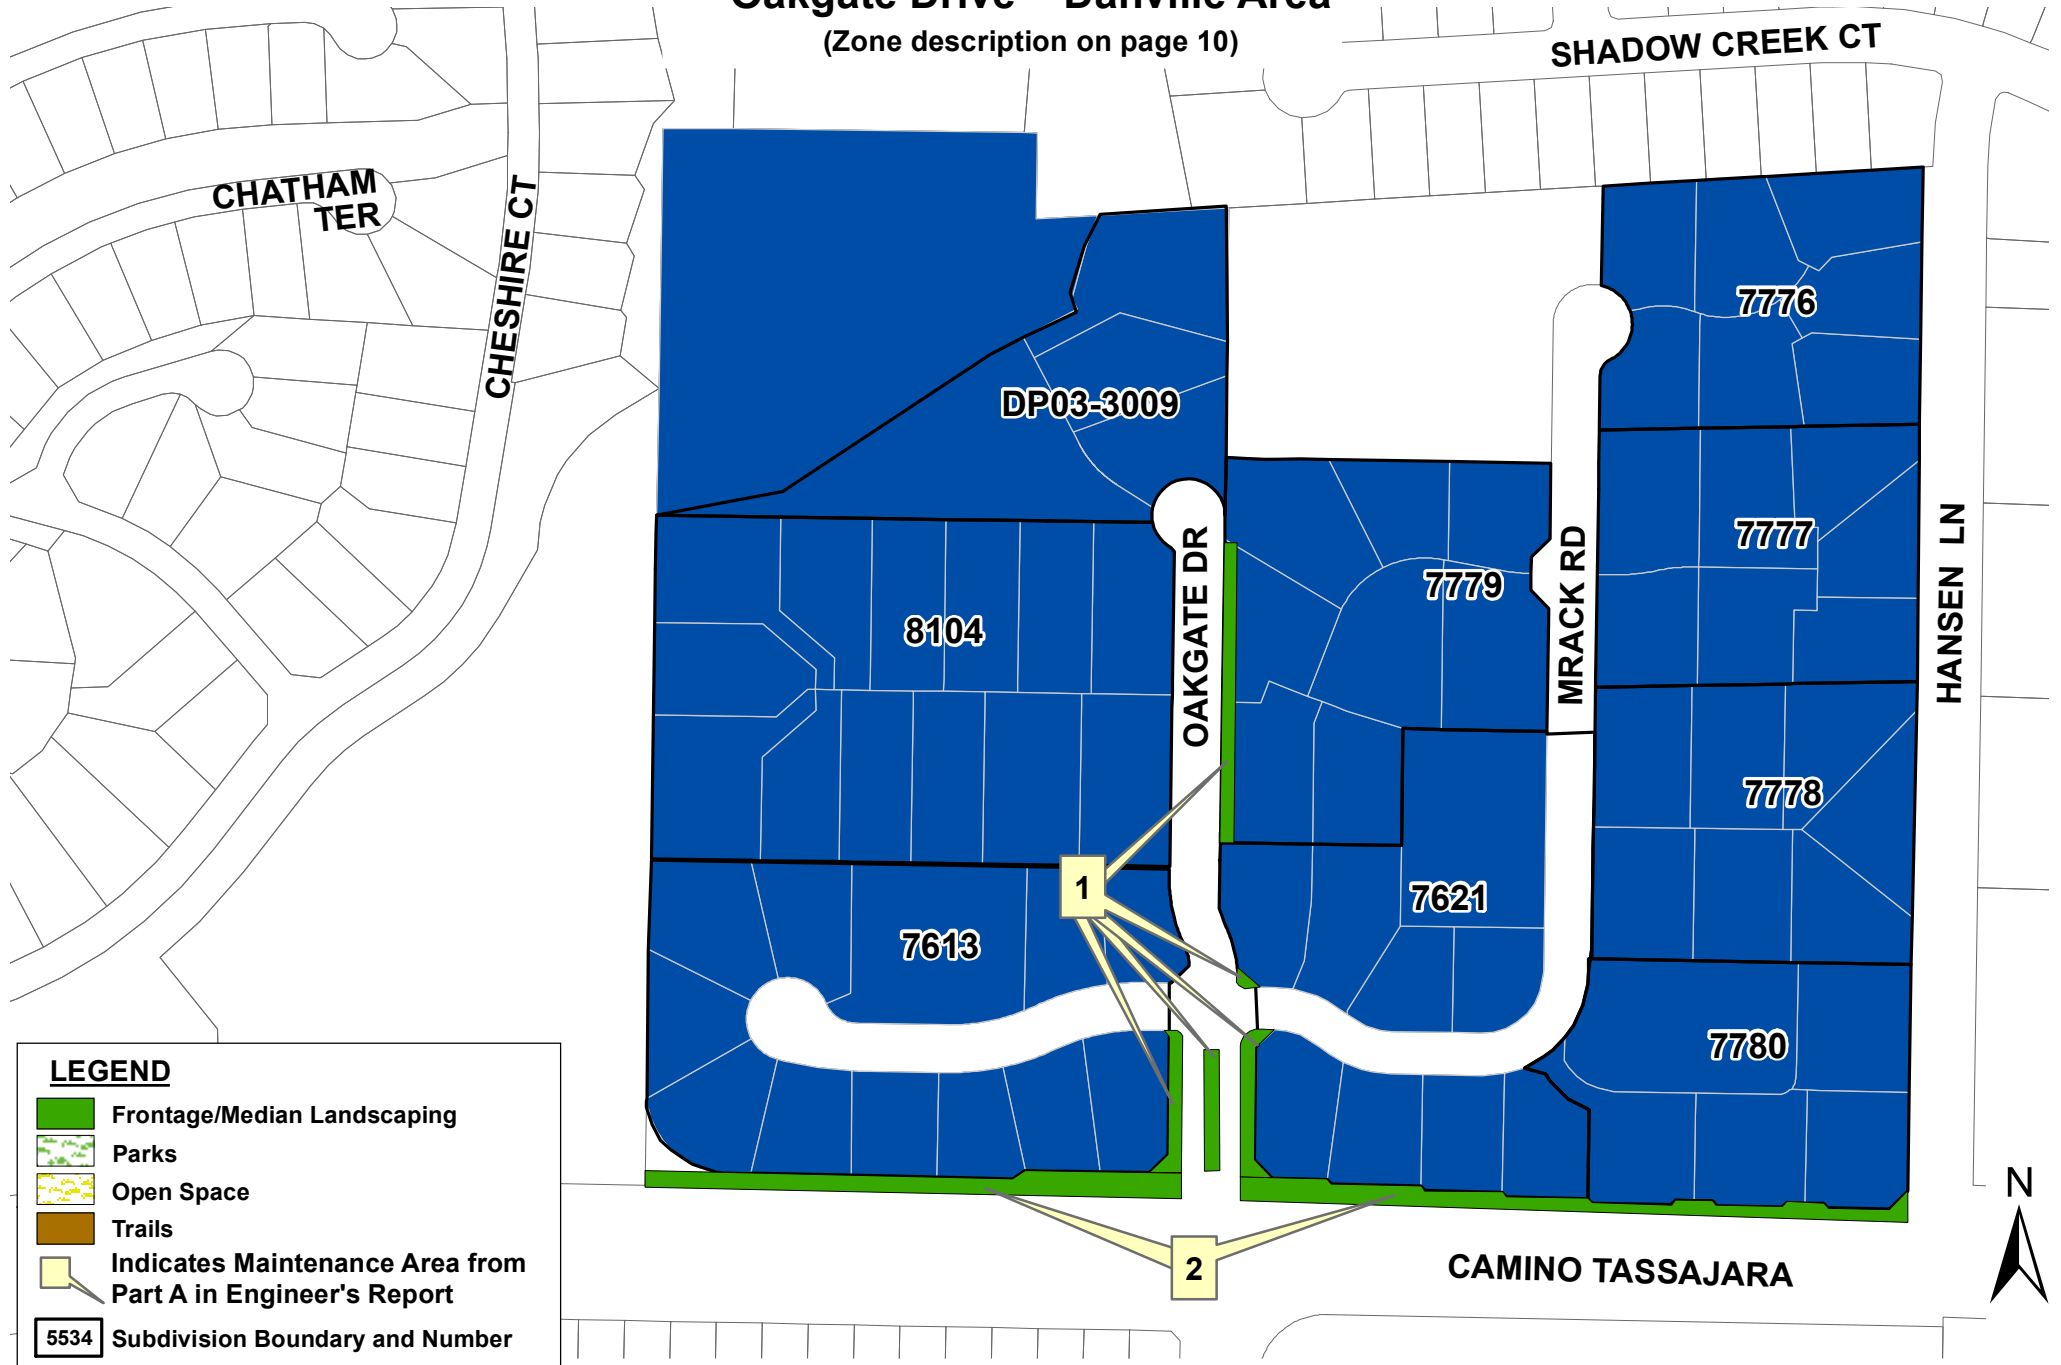 (Zone description on page 10)
SHADOW CREEK CT
CHATHAM
TER
CHESHIRE CT
7776
DP03-3009
7777
HANSEN LN
OAKGATE DR
7779
MRACK RD
8104
7778
1
7621
7613
7780
LEGEND
Frontage/Median Landscaping
Parks
Open Space
Trails
Indicates Maintenance Area from
Part A in Engineer's Report
5534 Subdivision Boundary and Number
2
CAMINO TASSAJARA
N